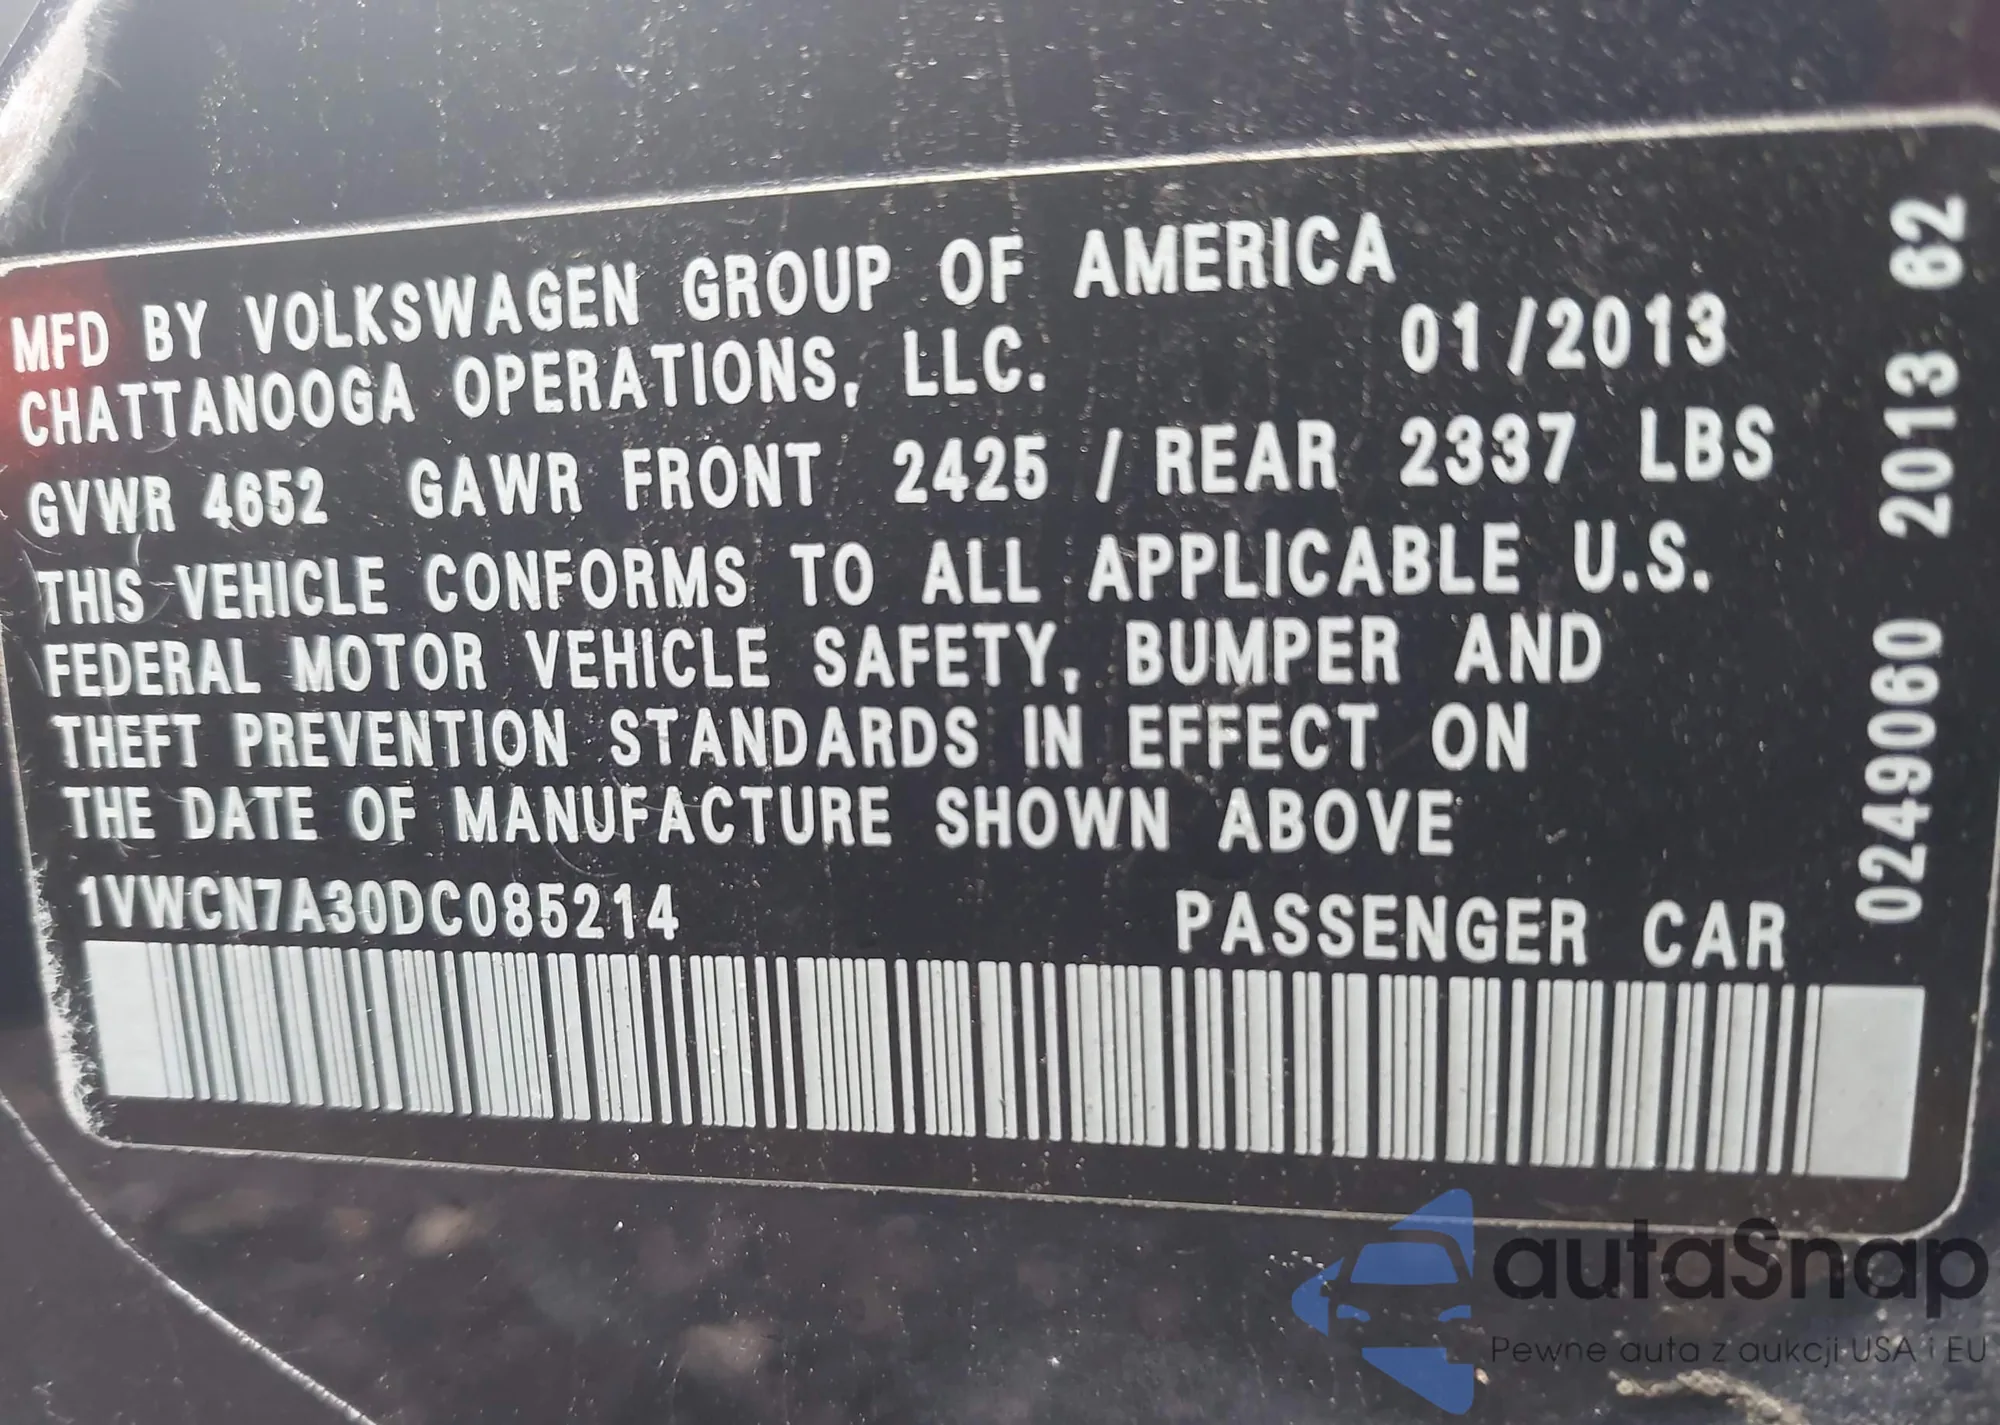 MFD BY VOLKSWAGEN GROUP OF AMERICA
CHATTANOOGA OPERATIONS, LLC. 01/2013
GVWR 4652 GAWR FRONT 2425 / REAR 2337 LBS
THIS VEHICLE CONFORMS TO ALL APPLICABLE U.S.
FEDERAL MOTOR VEHICLE SAFETY, BUMPER AND
THEFT PREVENTION STANDARDS IN EFFECT ON
THE DATE OF MANUFACTURE SHOWN ABOVE
1VWCN7A30DC085214 PASSENGER CAR
0249060 2013 62
autaSnap
Pewne auta z aukcji USA i EU